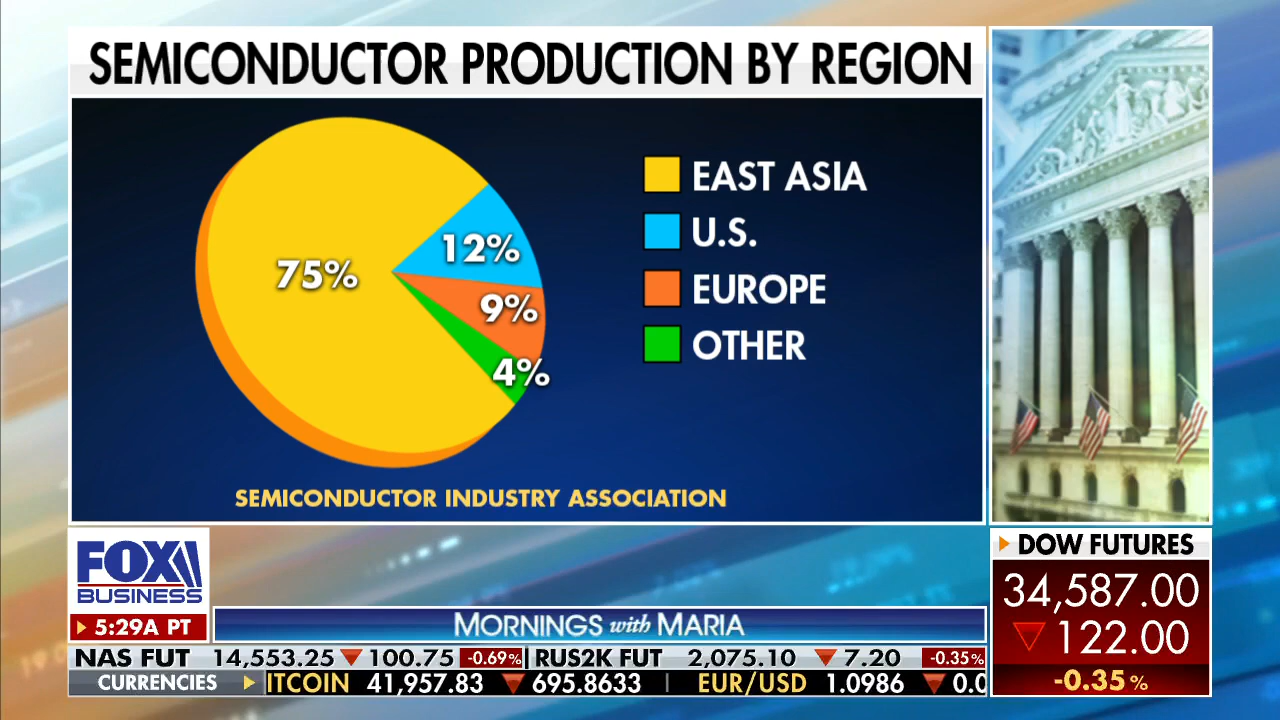 SEMICONDUCTOR PRODUCTION BY REGION
75%
12%
9%
4%
EAST ASIA
U.S.
EUROPE
OTHER
SEMICONDUCTOR INDUSTRY ASSOCIATION
FOX
BUSINESS
5:29A PT
MORNINGS with MARIA
DOW FUTURES
34,587.00
122.00
-0.35%
NAS FUT 14,553.25 100.75 -0.69% RUS2K FUT 2,075.10 7.20 -0.35%
CURRENCIES ITCOIN 41,957.83 695.8633 | EUR/USD 1.0986 0.0